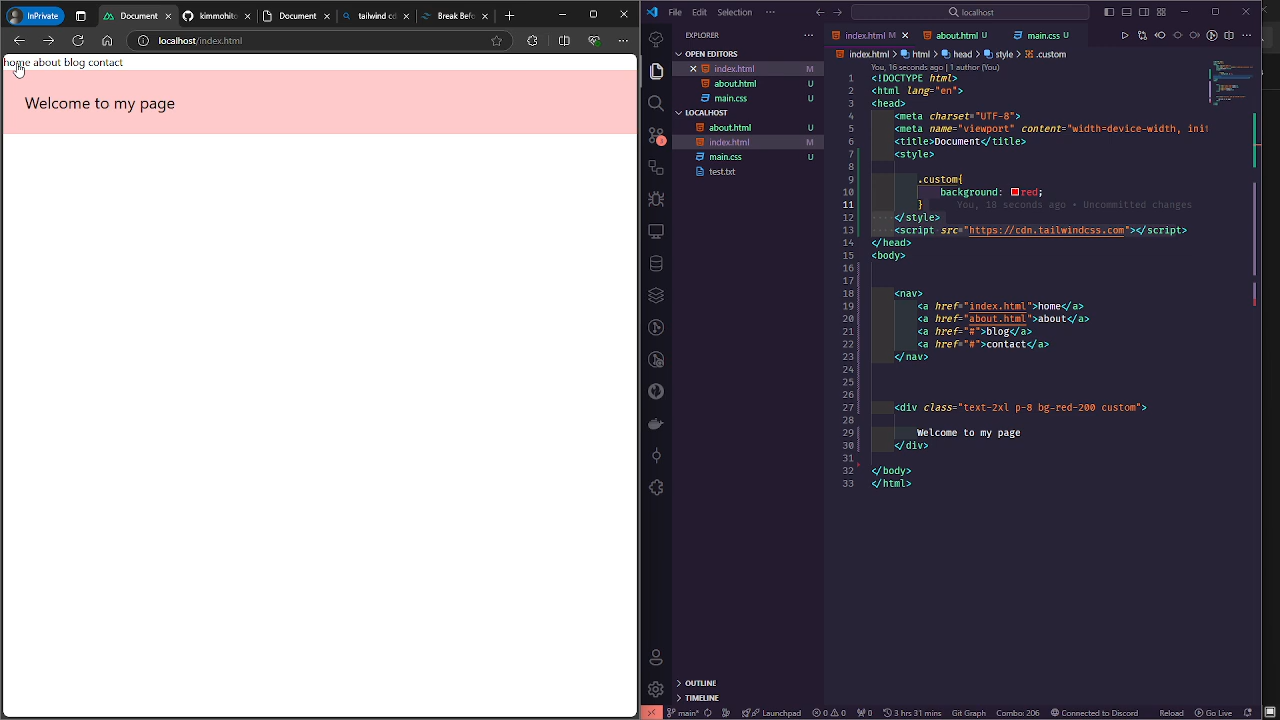 InPrivate
Document
kimmohito
Document
tailwind cd
Break Befo
localhost/index.html
home about blog contact
Welcome to my page
File
Edit
Selection
localhost
EXPLORER
OPEN EDITORS
index.html M
about.html U
main.css U
LOCALHOST
about.html U
index.html M
main.css U
test.txt
OUTLINE
TIMELINE
index.html M
about.html U
main.css U
index.html > html > head > style > .custom
You, 16 seconds ago | 1 author (You)
1 <!DOCTYPE html>
2 <html lang="en">
3 <head>
4 <meta charset="UTF-8">
5 <meta name="viewport" content="width=device-width, init
6 <title>Document</title>
7 <style>
8
9 .custom{
10 background: red;
11 } You, 18 seconds ago • Uncommitted changes
12 </style>
13 <script src="https://cdn.tailwindcss.com"></script>
14 </head>
15 <body>
16
17
18 <nav>
19 <a href="index.html">home</a>
20 <a href="about.html">about</a>
21 <a href="#">blog</a>
22 <a href="#">contact</a>
23 </nav>
24
25
26
27 <div class="text-2xl p-8 bg-red-200 custom">
28
29 Welcome to my page
30 </div>
31
32 </body>
33 </html>
main*
Launchpad
0
0
0
3 hrs 31 mins
Git Graph
Combo: 206
Connected to Discord
Reload
Go Live